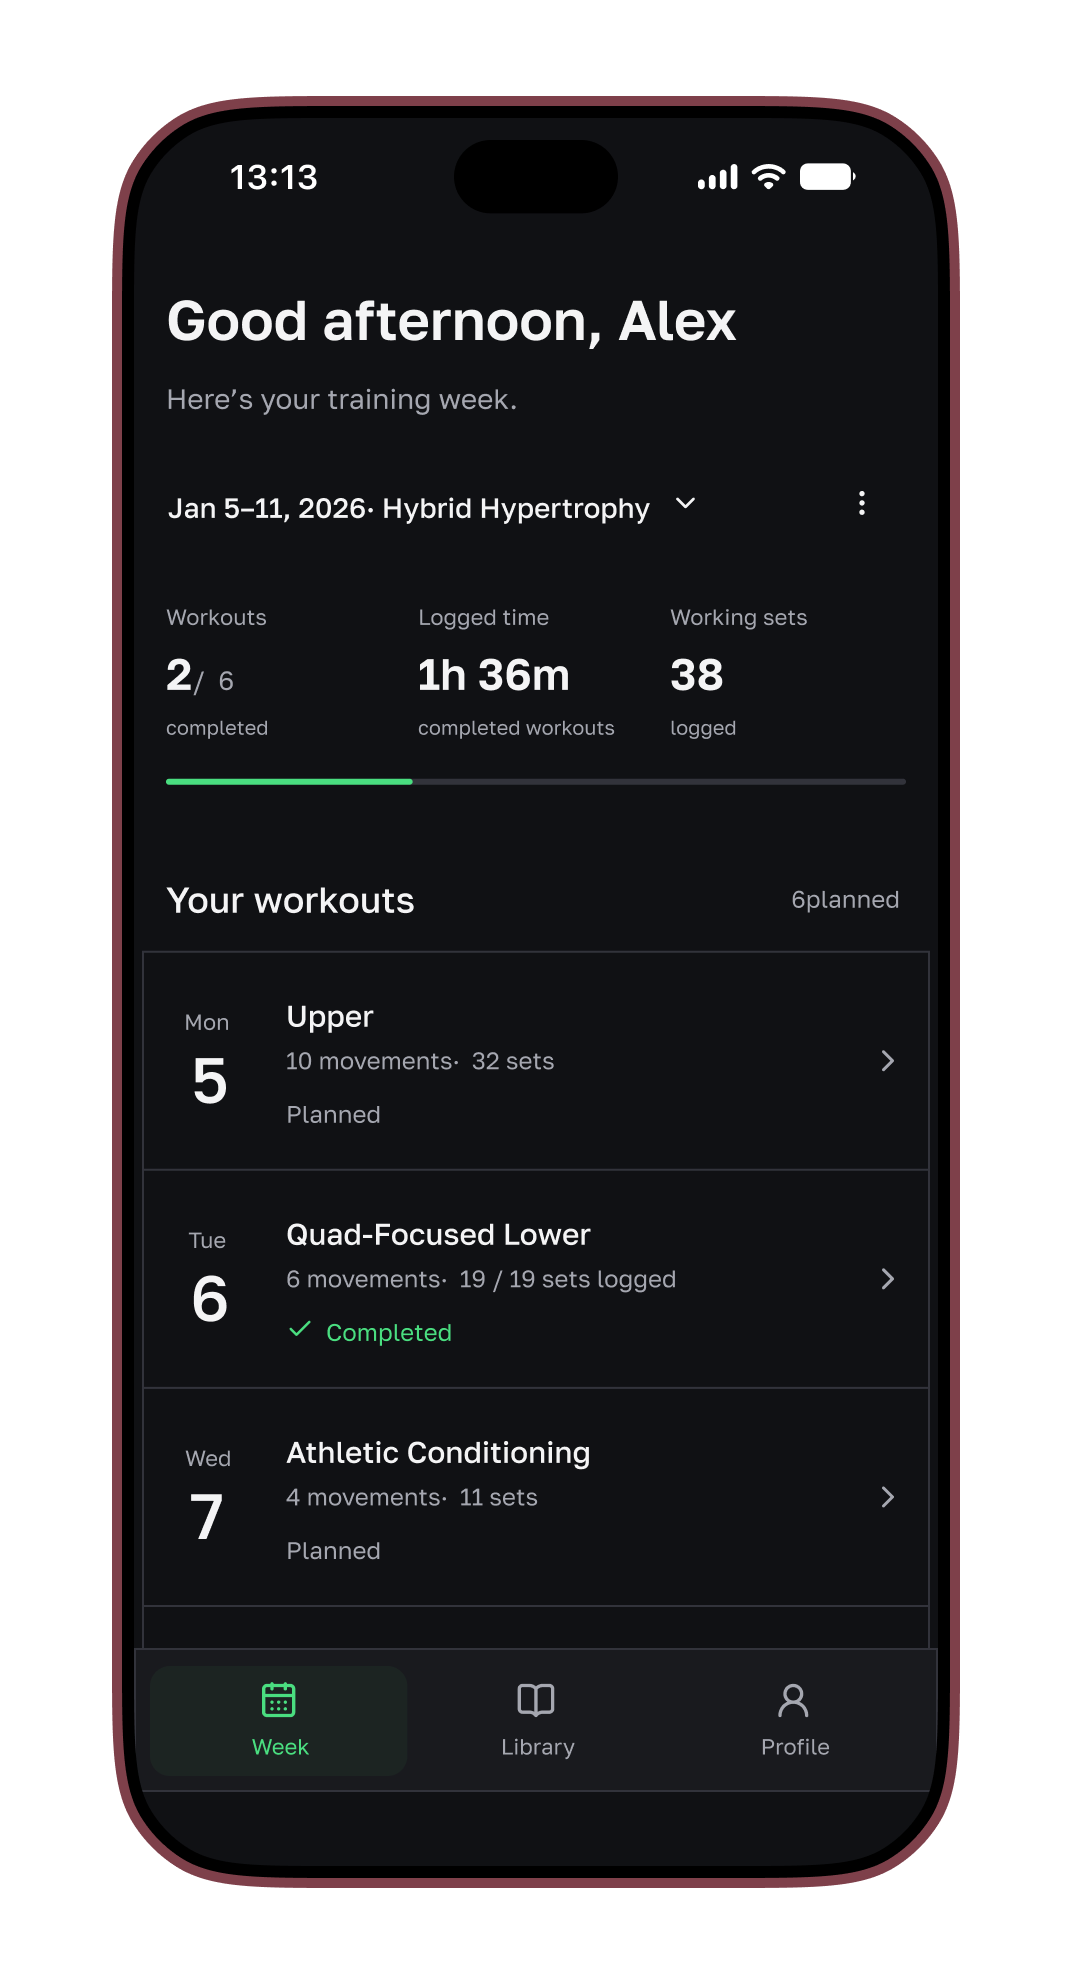 13:13
Good afternoon, Alex
Here’s your training week.
Jan 5–11, 2026· Hybrid Hypertrophy
Workouts Logged time Working sets
2/ 6 1h 36m 38
completed completed workouts logged
Your workouts 6planned
Mon
5
Upper
10 movements· 32 sets
Planned
Tue
6
Quad-Focused Lower
6 movements· 19 / 19 sets logged
Completed
Wed
7
Athletic Conditioning
4 movements· 11 sets
Planned
Week Library Profile